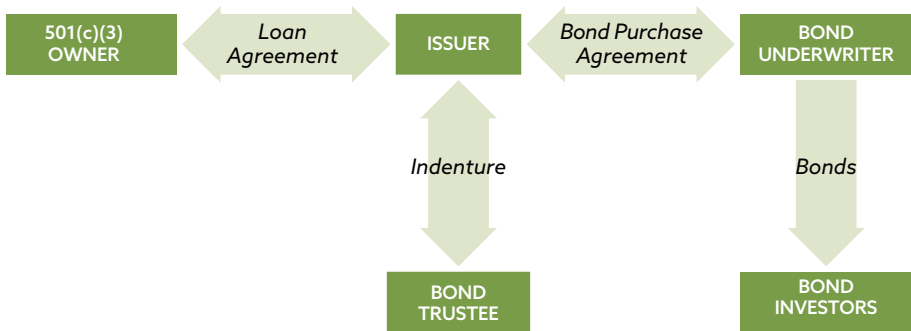 501(c)(3)
OWNER
Loan
Agreement
ISSUER
Bond Purchase
Agreement
BOND
UNDERWRITER
Indenture
Bonds
BOND
TRUSTEE
BOND
INVESTORS